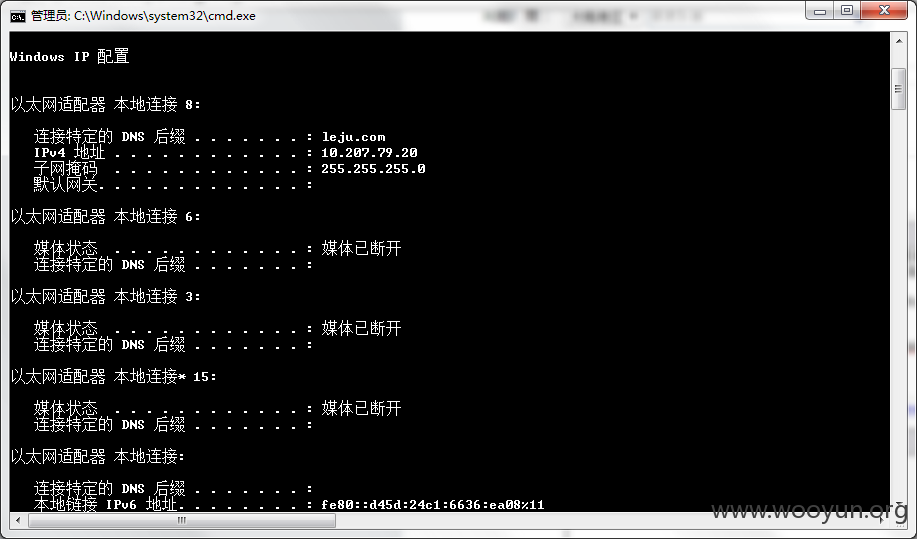 管理员: C:\Windows\system32\cmd.exe
Windows IP 配置
以太网适配器 本地连接 8:
连接特定的 DNS 后缀 . . . . . . . : leju.com
IPv4 地址 . . . . . . . . . . . . : 10.207.79.20
子网掩码 . . . . . . . . . . . . : 255.255.255.0
默认网关. . . . . . . . . . . . . :
以太网适配器 本地连接 6:
媒体状态 . . . . . . . . . . . . : 媒体已断开
连接特定的 DNS 后缀 . . . . . . . :
以太网适配器 本地连接 3:
媒体状态 . . . . . . . . . . . . : 媒体已断开
连接特定的 DNS 后缀 . . . . . . . :
以太网适配器 本地连接* 15:
媒体状态 . . . . . . . . . . . . : 媒体已断开
连接特定的 DNS 后缀 . . . . . . . :
以太网适配器 本地连接:
连接特定的 DNS 后缀 . . . . . . . :
本地链接 IPv6 地址. . . . . . . . : fe80::d45d:24c1:6636:ea08%11
www.wooyun.org